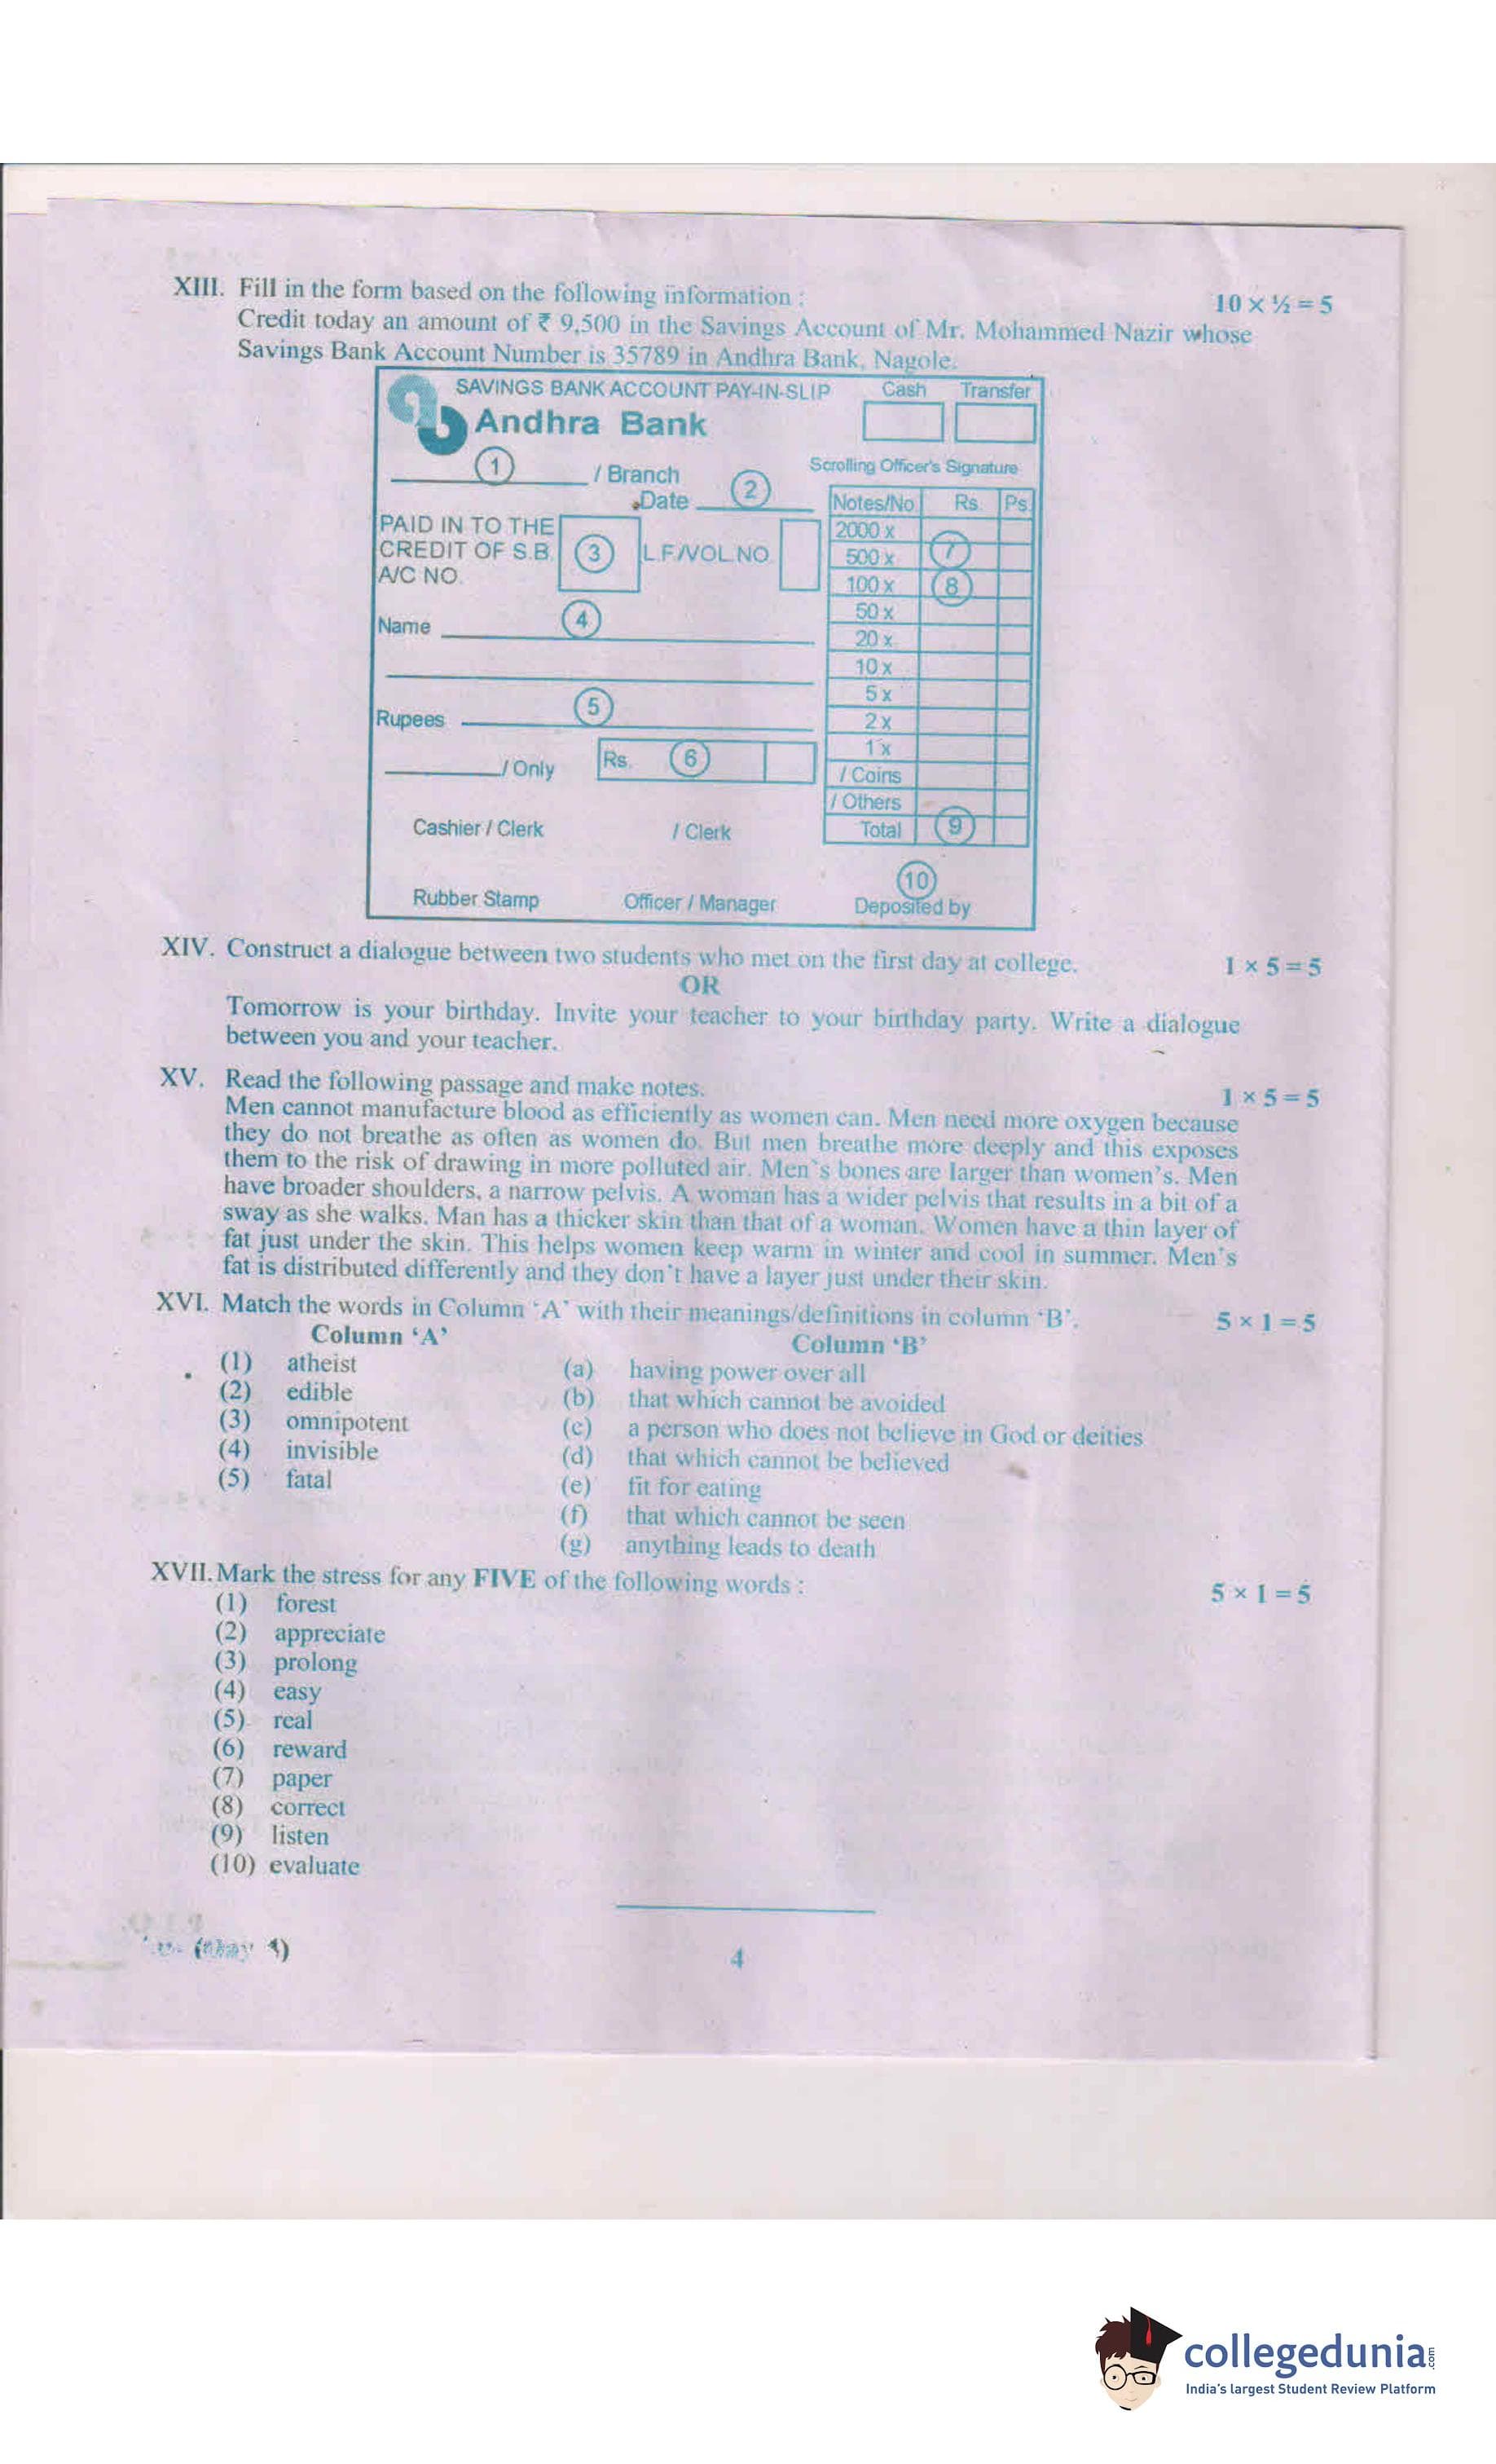 XIII. Fill in the form based on the following information :
10 × ½ = 5
Credit today an amount of ₹ 9,500 in the Savings Account of Mr. Mohammed Nazir whose
Savings Bank Account Number is 35789 in Andhra Bank, Nagole.
SAVINGS BANK ACCOUNT PAY-IN-SLIP
Cash Transfer
Andhra Bank
1 / Branch
Scrolling Officer's Signature
Date 2
Notes/No Rs. Ps.
PAID IN TO THE
CREDIT OF S.B.
A/C NO.
3
L.F./VOL.NO.
2000 x
500 x 7
100 x 8
50 x
20 x
10 x
5 x
2 x
1 x
/ Coins
/ Others
Total 9
Name 4
Rupees 5
/ Only
Rs. 6
Cashier / Clerk
/ Clerk
10
Rubber Stamp
Officer / Manager
Deposited by
XIV. Construct a dialogue between two students who met on the first day at college.
1 × 5 = 5
OR
Tomorrow is your birthday. Invite your teacher to your birthday party. Write a dialogue
between you and your teacher.
XV. Read the following passage and make notes.
1 × 5 = 5
Men cannot manufacture blood as efficiently as women can. Men need more oxygen because
they do not breathe as often as women do. But men breathe more deeply and this exposes
them to the risk of drawing in more polluted air. Men's bones are larger than women's. Men
have broader shoulders, a narrow pelvis. A woman has a wider pelvis that results in a bit of a
sway as she walks. Man has a thicker skin than that of a woman. Women have a thin layer of
fat just under the skin. This helps women keep warm in winter and cool in summer. Men's
fat is distributed differently and they don't have a layer just under their skin.
XVI. Match the words in Column 'A' with their meanings/definitions in column 'B'.
5 × 1 = 5
Column 'A'
Column 'B'
(1) atheist
(2) edible
(3) omnipotent
(4) invisible
(5) fatal
(a) having power over all
(b) that which cannot be avoided
(c) a person who does not believe in God or deities
(d) that which cannot be believed
(e) fit for eating
(f) that which cannot be seen
(g) anything leads to death
XVII. Mark the stress for any FIVE of the following words :
5 × 1 = 5
(1) forest
(2) appreciate
(3) prolong
(4) easy
(5) real
(6) reward
(7) paper
(8) correct
(9) listen
(10) evaluate
4
collegedunia.com
India's largest Student Review Platform